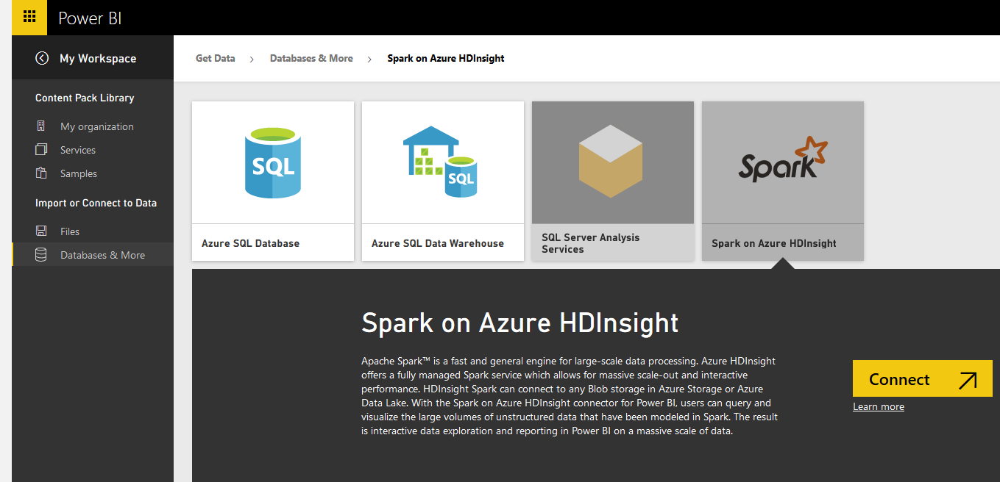 Power BI
My Workspace
Get Data > Databases & More > Spark on Azure HDInsight
Content Pack Library
My organization
Services
Samples
Import or Connect to Data
Files
Databases & More
SQL
SQL
Spark
Azure SQL Database
Azure SQL Data Warehouse
SQL Server Analysis
Services
Spark on Azure HDInsight
Spark on Azure HDInsight
Apache Spark™ is a fast and general engine for large-scale data processing. Azure HDInsight
offers a fully managed Spark service which allows for massive scale-out and interactive
performance. HDInsight Spark can connect to any Blob storage in Azure Storage or Azure
Data Lake. With the Spark on Azure HDInsight connector for Power BI, users can query and
visualize the large volumes of unstructured data that have been modeled in Spark. The result
is interactive data exploration and reporting in Power BI on a massive scale of data.
Connect
Learn more